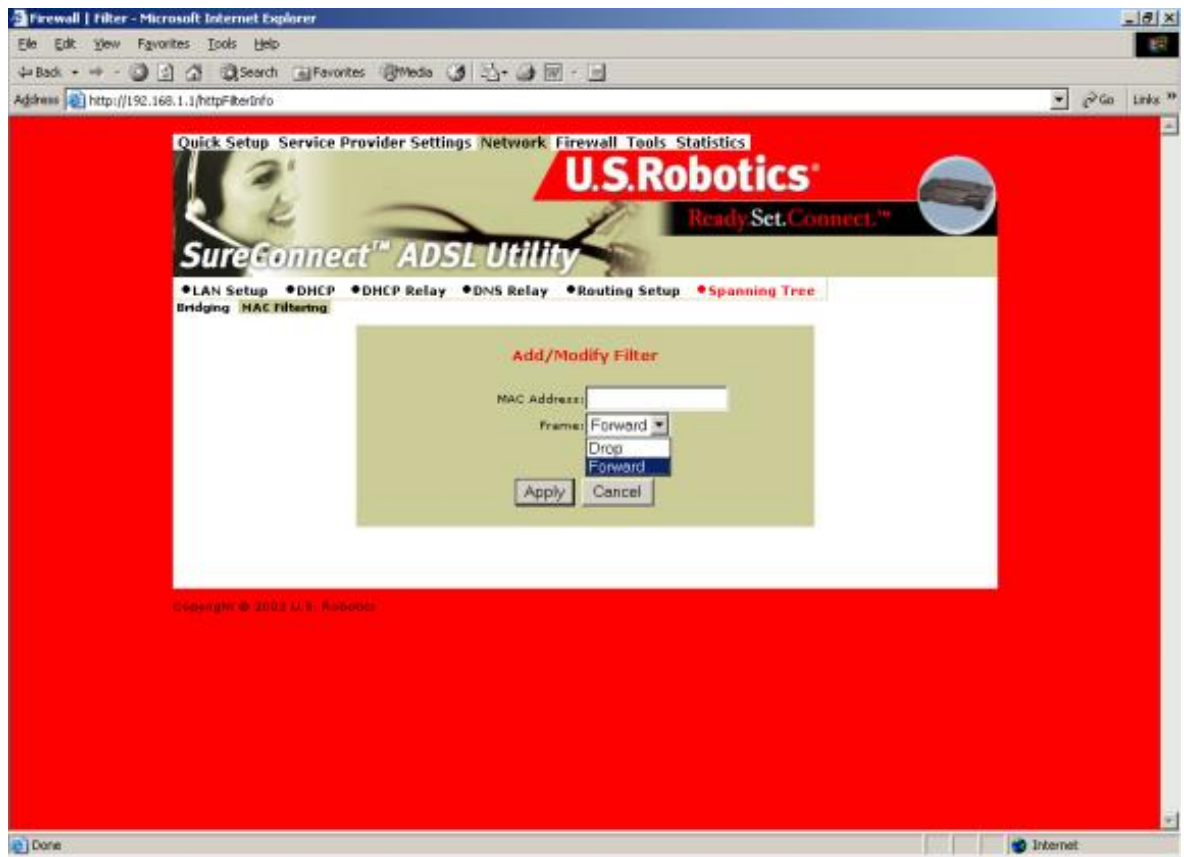 Firewall | Filter - Microsoft Internet Explorer
File Edit View Favorites Tools Help
Back Search Favorites Media
Address http://192.168.1.1/httpFilterInfo Go Links »
Quick Setup Service Provider Settings Network Firewall Tools Statistics
U.S.Robotics®
Ready.Set.Connect.™
SureConnect™ ADSL Utility
•LAN Setup •DHCP •DHCP Relay •DNS Relay •Routing Setup •Spanning Tree
Bridging MAC Filtering
Add/Modify Filter
MAC Address:
Frame: Forward
Drop
Forward
Apply Cancel
Copyright © 2003 U.S. Robotics
Done Internet